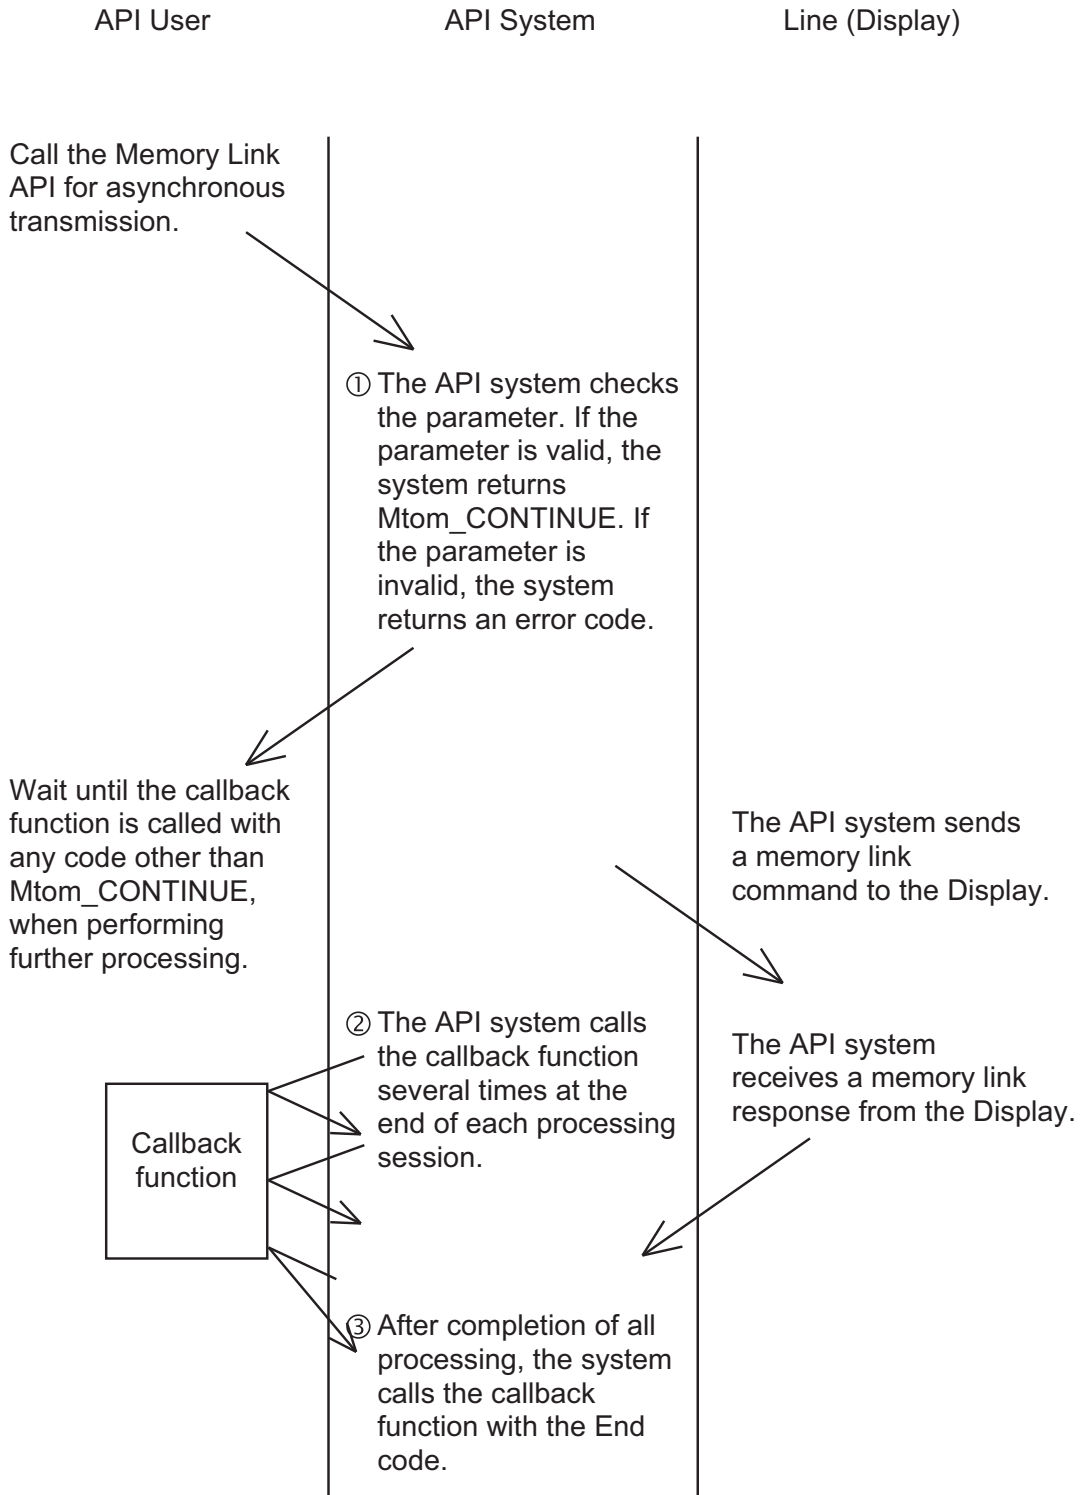 API User
API System
Line (Display)
Call the Memory Link
API for asynchronous
transmission.
① The API system checks
the parameter. If the
parameter is valid, the
system returns
Mtom_CONTINUE. If
the parameter is
invalid, the system
returns an error code.
Wait until the callback
function is called with
any code other than
Mtom_CONTINUE,
when performing
further processing.
The API system sends
a memory link
command to the Display.
② The API system calls
the callback function
several times at the
end of each processing
session.
The API system
receives a memory link
response from the Display.
Callback
function
③ After completion of all
processing, the system
calls the callback
function with the End
code.